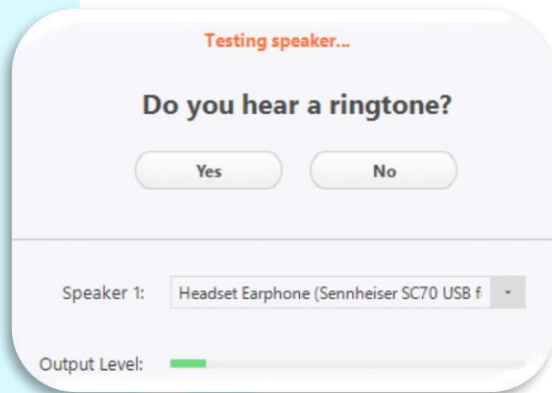 Testing speaker...
Do you hear a ringtone?
Yes No
Speaker 1: Headset Earphone (Sennheiser SC70 USB f
Output Level: